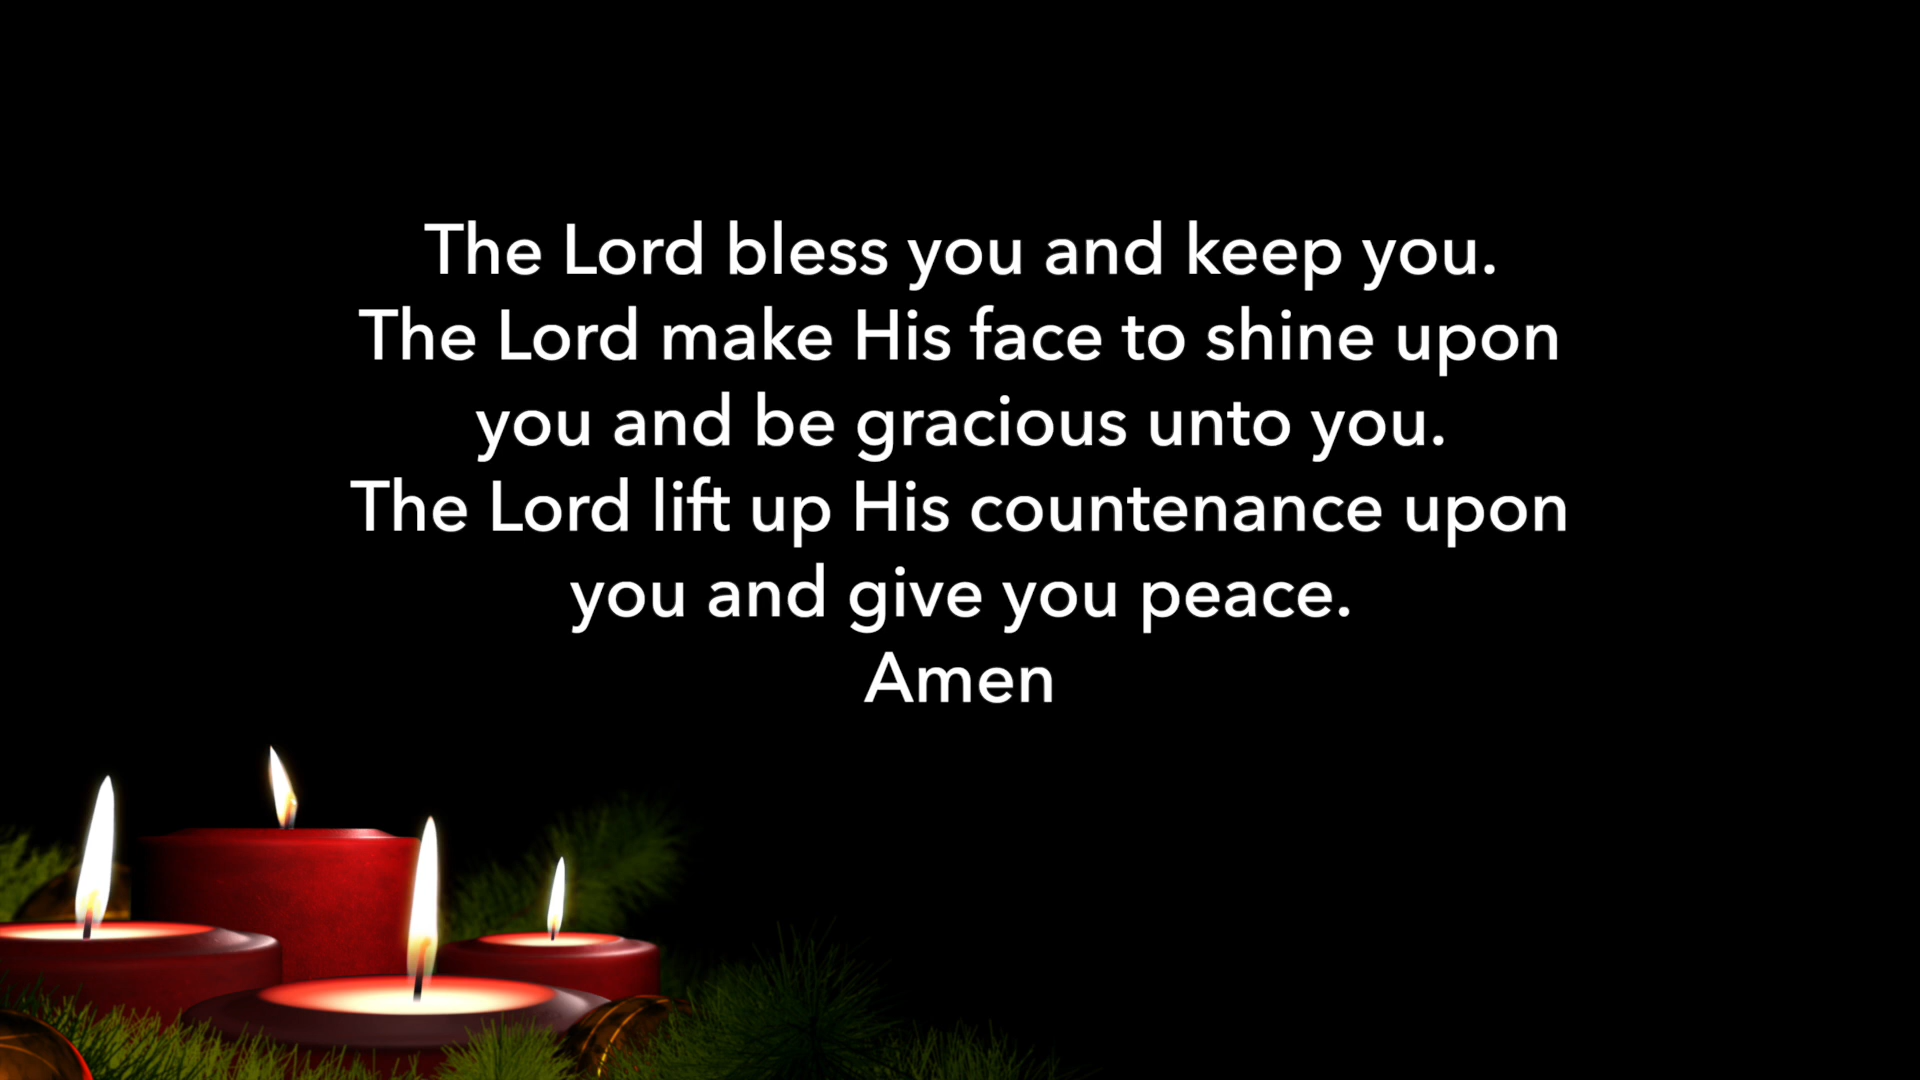 The Lord bless you and keep you.
The Lord make His face to shine upon
you and be gracious unto you.
The Lord lift up His countenance upon
you and give you peace.
Amen